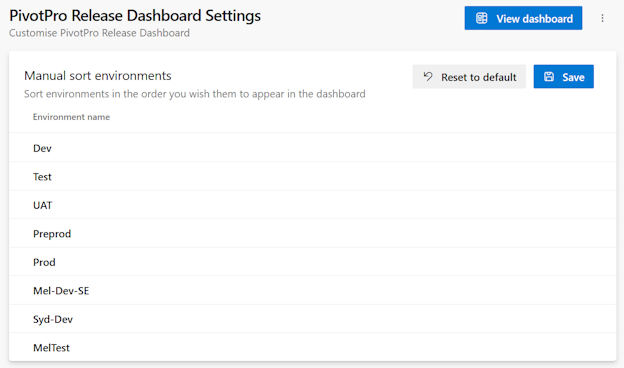 PivotPro Release Dashboard Settings
View dashboard
Customise PivotPro Release Dashboard
Manual sort environments
Reset to default
Save
Sort environments in the order you wish them to appear in the dashboard
Environment name
Dev
Test
UAT
Preprod
Prod
Mel-Dev-SE
Syd-Dev
MelTest